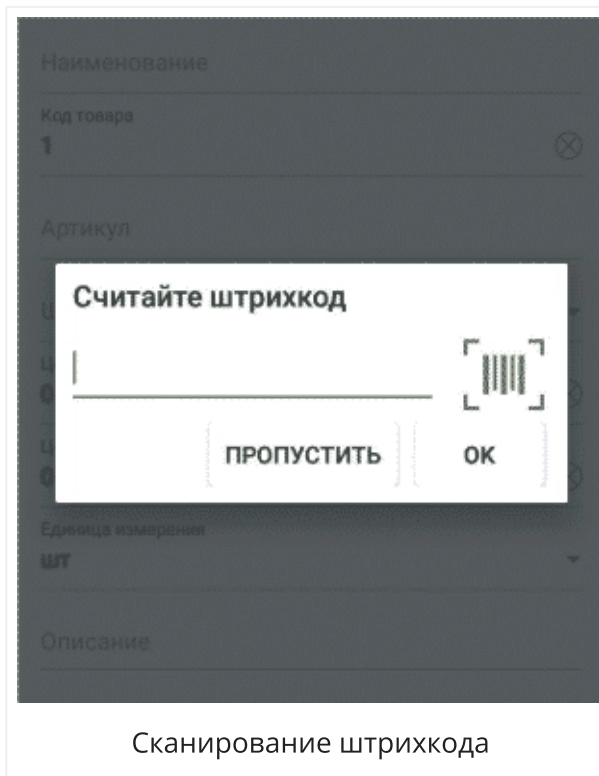 Наименование
Код товара
1
Артикул
Считайте штрихкод
ПРОПУСТИТЬ
ОК
Единица измерения
шт
Описание
Сканирование штрихкода